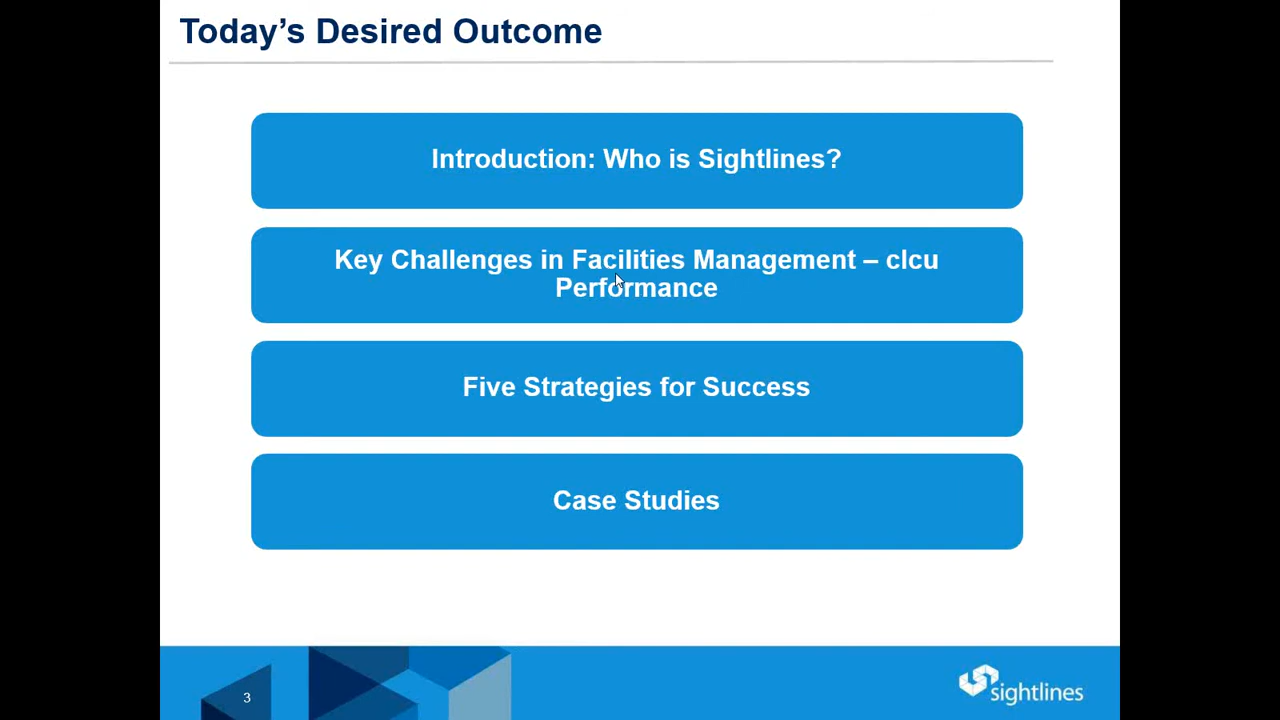 Today’s Desired Outcome
Introduction: Who is Sightlines?
Key Challenges in Facilities Management – clcu
Performance
Five Strategies for Success
Case Studies
3
sightlines